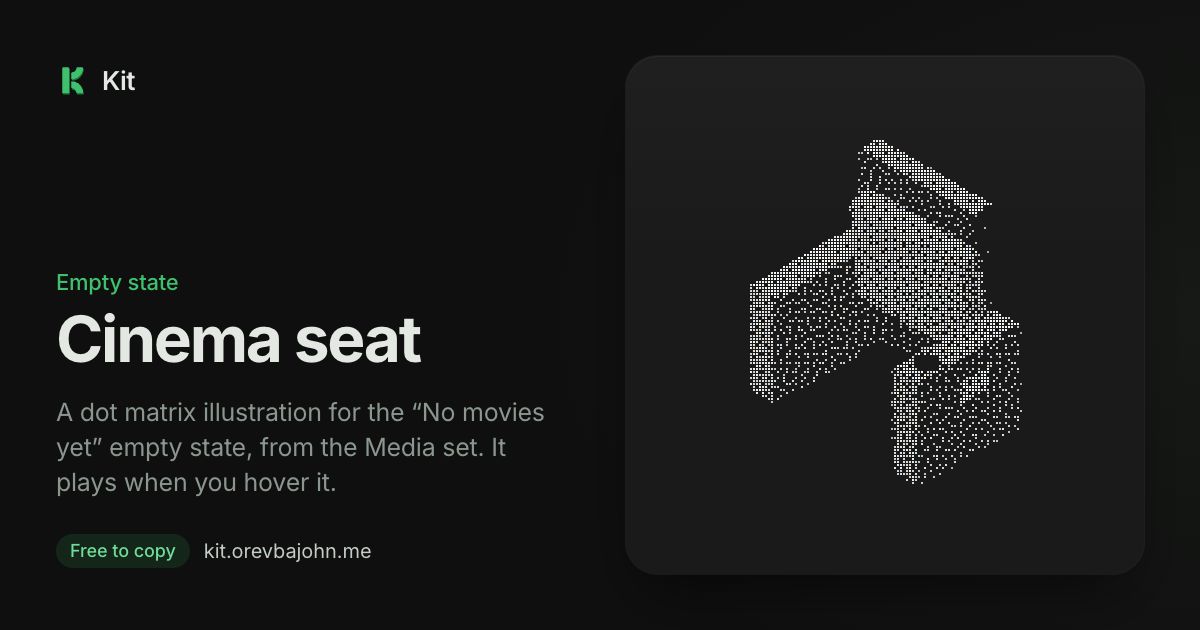 Kit
Empty state
Cinema seat
A dot matrix illustration for the “No movies
yet” empty state, from the Media set. It
plays when you hover it.
Free to copy
kit.orevbajohn.me